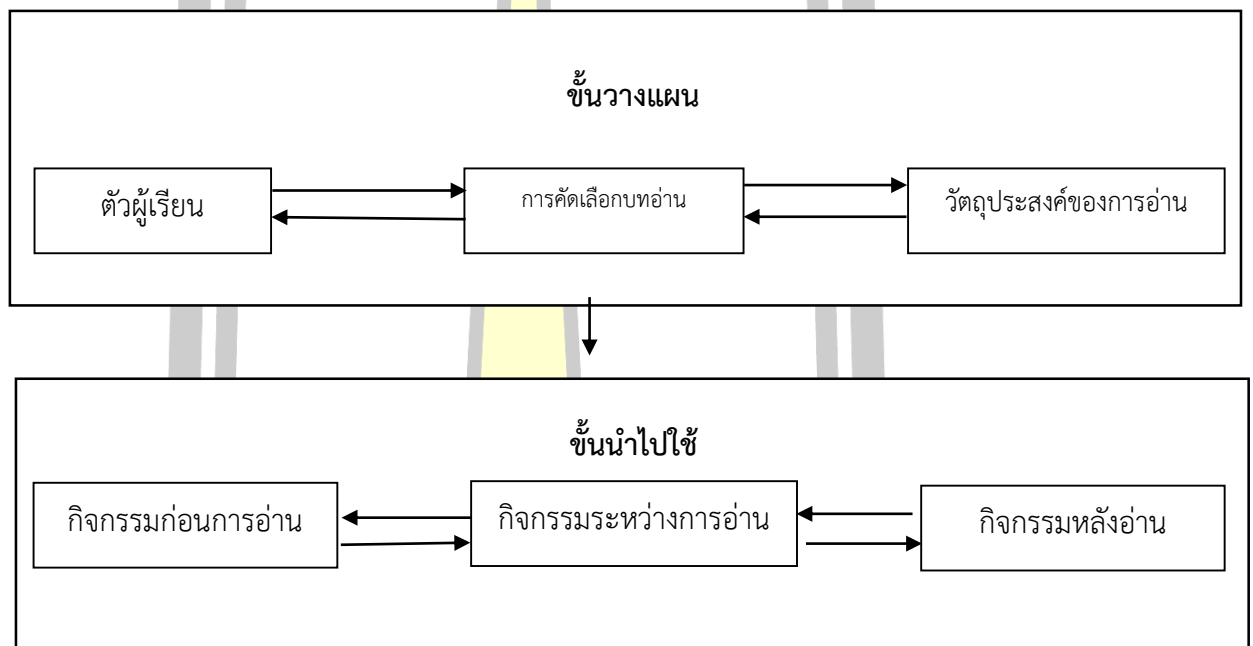 ขั้นวางแผน
ตัวผู้เรียน
การคัดเลือกบทอ่าน
วัตถุประสงค์ของการอ่าน
ขั้นนำไปใช้
กิจกรรมก่อนการอ่าน
กิจกรรมระหว่างการอ่าน
กิจกรรมหลังอ่าน